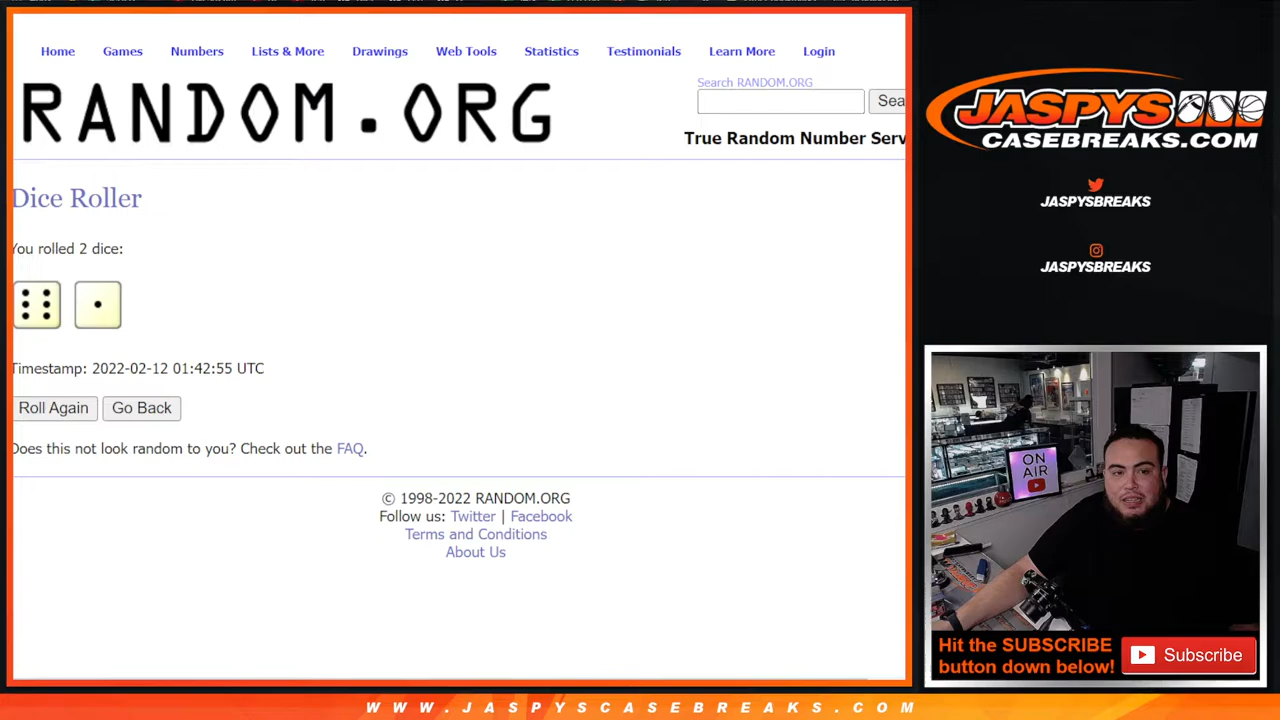 Home Games Numbers Lists & More Drawings Web Tools Statistics Testimonials Learn More Login
RANDOM.ORG
Search RANDOM.ORG
Sea
True Random Number Serv
Dice Roller
You rolled 2 dice:
Timestamp: 2022-02-12 01:42:55 UTC
Roll Again Go Back
Does this not look random to you? Check out the FAQ.
© 1998-2022 RANDOM.ORG
Follow us: Twitter | Facebook
Terms and Conditions
About Us
JASPYS
CASEBREAKS.COM
JASPYSBREAKS
JASPYSBREAKS
ON
AIR
Hit the SUBSCRIBE
button down below!
Subscribe
WWW.JASPYSCASEBREAKS.COM